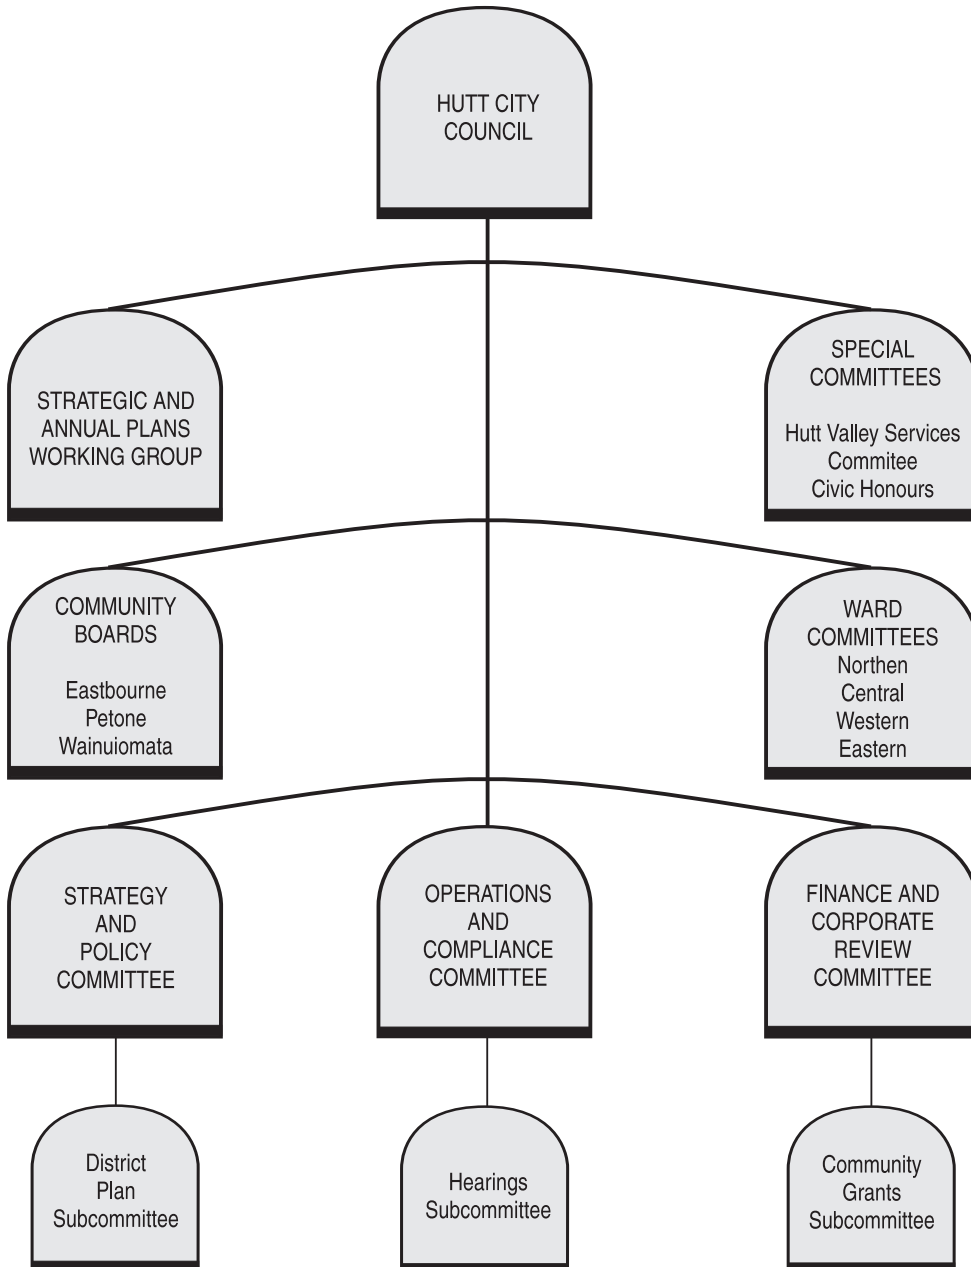 HUTT CITY
COUNCIL
STRATEGIC AND
ANNUAL PLANS
WORKING GROUP
SPECIAL
COMMITTEES
Hutt Valley Services
Commitee
Civic Honours
COMMUNITY
BOARDS
Eastbourne
Petone
Wainuiomata
WARD
COMMITTEES
Northen
Central
Western
Eastern
STRATEGY
AND
POLICY
COMMITTEE
OPERATIONS
AND
COMPLIANCE
COMMITTEE
FINANCE AND
CORPORATE
REVIEW
COMMITTEE
District
Plan
Subcommittee
Hearings
Subcommittee
Community
Grants
Subcommittee